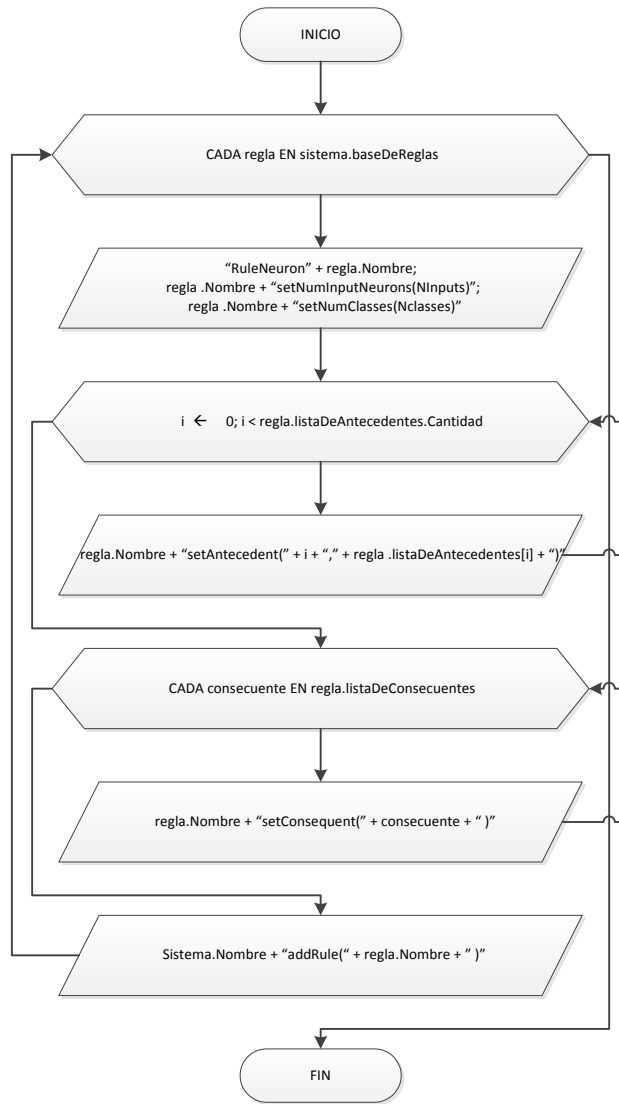 INICIO
CADA regla EN sistema.baseDeReglas
“RuleNeuron” + regla.Nombre;
regla .Nombre + “setNumInputNeurons(NInputs)”;
regla .Nombre + “setNumClasses(Nclasses)”
i ← 0; i < regla.listaDeAntecedentes.Cantidad
regla.Nombre + “setAntecedent(” + i + “,” + regla .listaDeAntecedentes[i] + “)”
CADA consecuente EN regla.listaDeConsecuentes
regla.Nombre + “setConsequent(” + consecuente + “ )”
Sistema.Nombre + “addRule(“ + regla.Nombre + ” )”
FIN